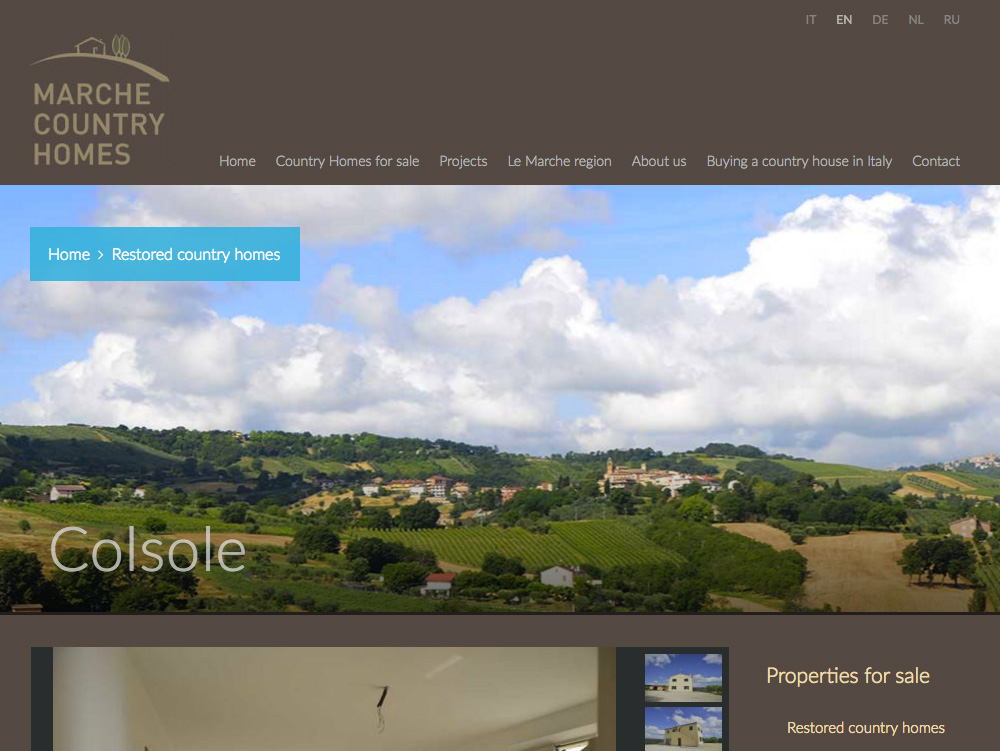 IT EN DE NL RU
MARCHE
COUNTRY
HOMES
Home Country Homes for sale Projects Le Marche region About us Buying a country house in Italy Contact
Home > Restored country homes
Colsole
Properties for sale
Restored country homes